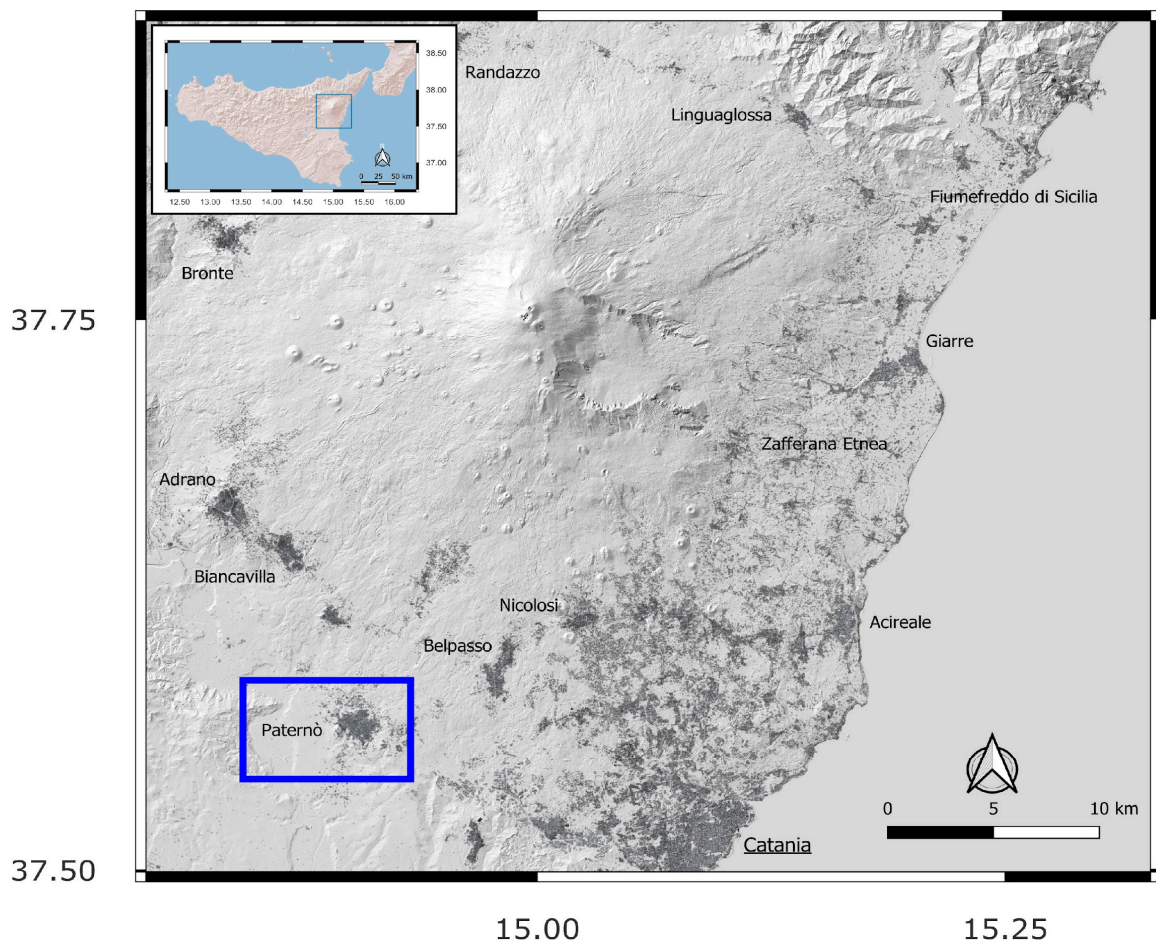 38.50
38.00
37.50
37.00
0 25 50 km
12.50 13.00 13.50 14.00 14.50 15.00 15.50 16.00
Randazzo
Linguaglossa
Fiumefreddo di Sicilia
Bronte
37.75
Giarre
Zafferana Etnea
Adrano
Biancavilla
Nicolosi
Acireale
Belpasso
Paternò
0 5 10 km
Catania
37.50
15.00 15.25